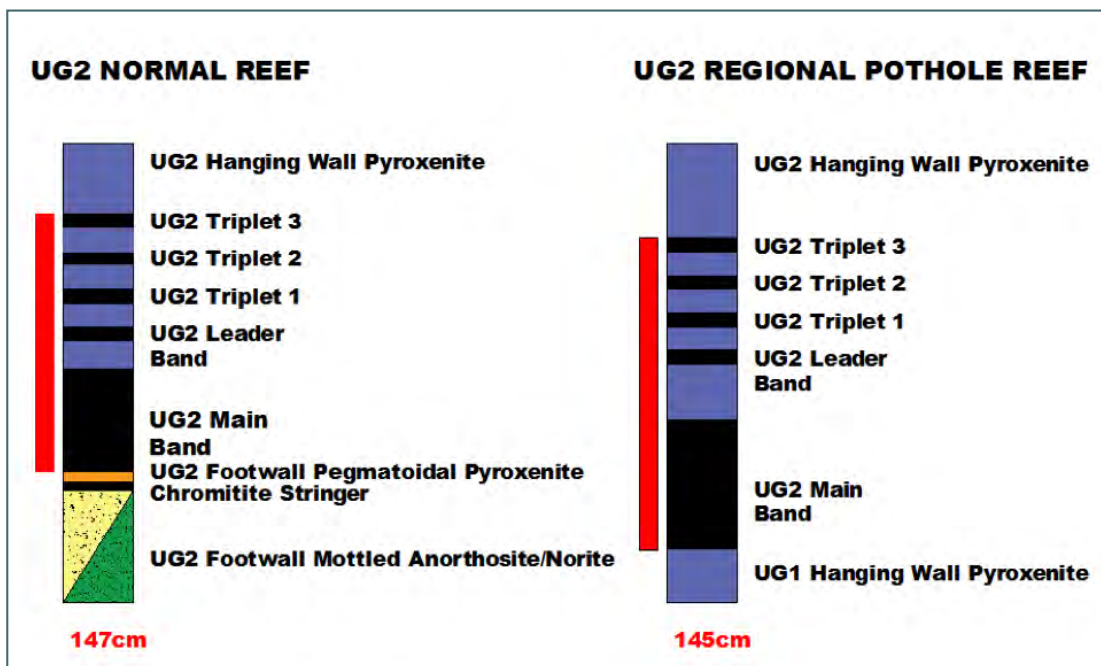 UG2 NORMAL REEF
UG2 Hanging Wall Pyroxenite
UG2 Triplet 3
UG2 Triplet 2
UG2 Triplet 1
UG2 Leader
Band
UG2 Main
Band
UG2 Footwall Pegmatoidal Pyroxenite
Chromitite Stringer
UG2 Footwall Mottled Anorthosite/Norite
147cm
UG2 REGIONAL POTHOLE REEF
UG2 Hanging Wall Pyroxenite
UG2 Triplet 3
UG2 Triplet 2
UG2 Triplet 1
UG2 Leader
Band
UG2 Main
Band
UG1 Hanging Wall Pyroxenite
145cm